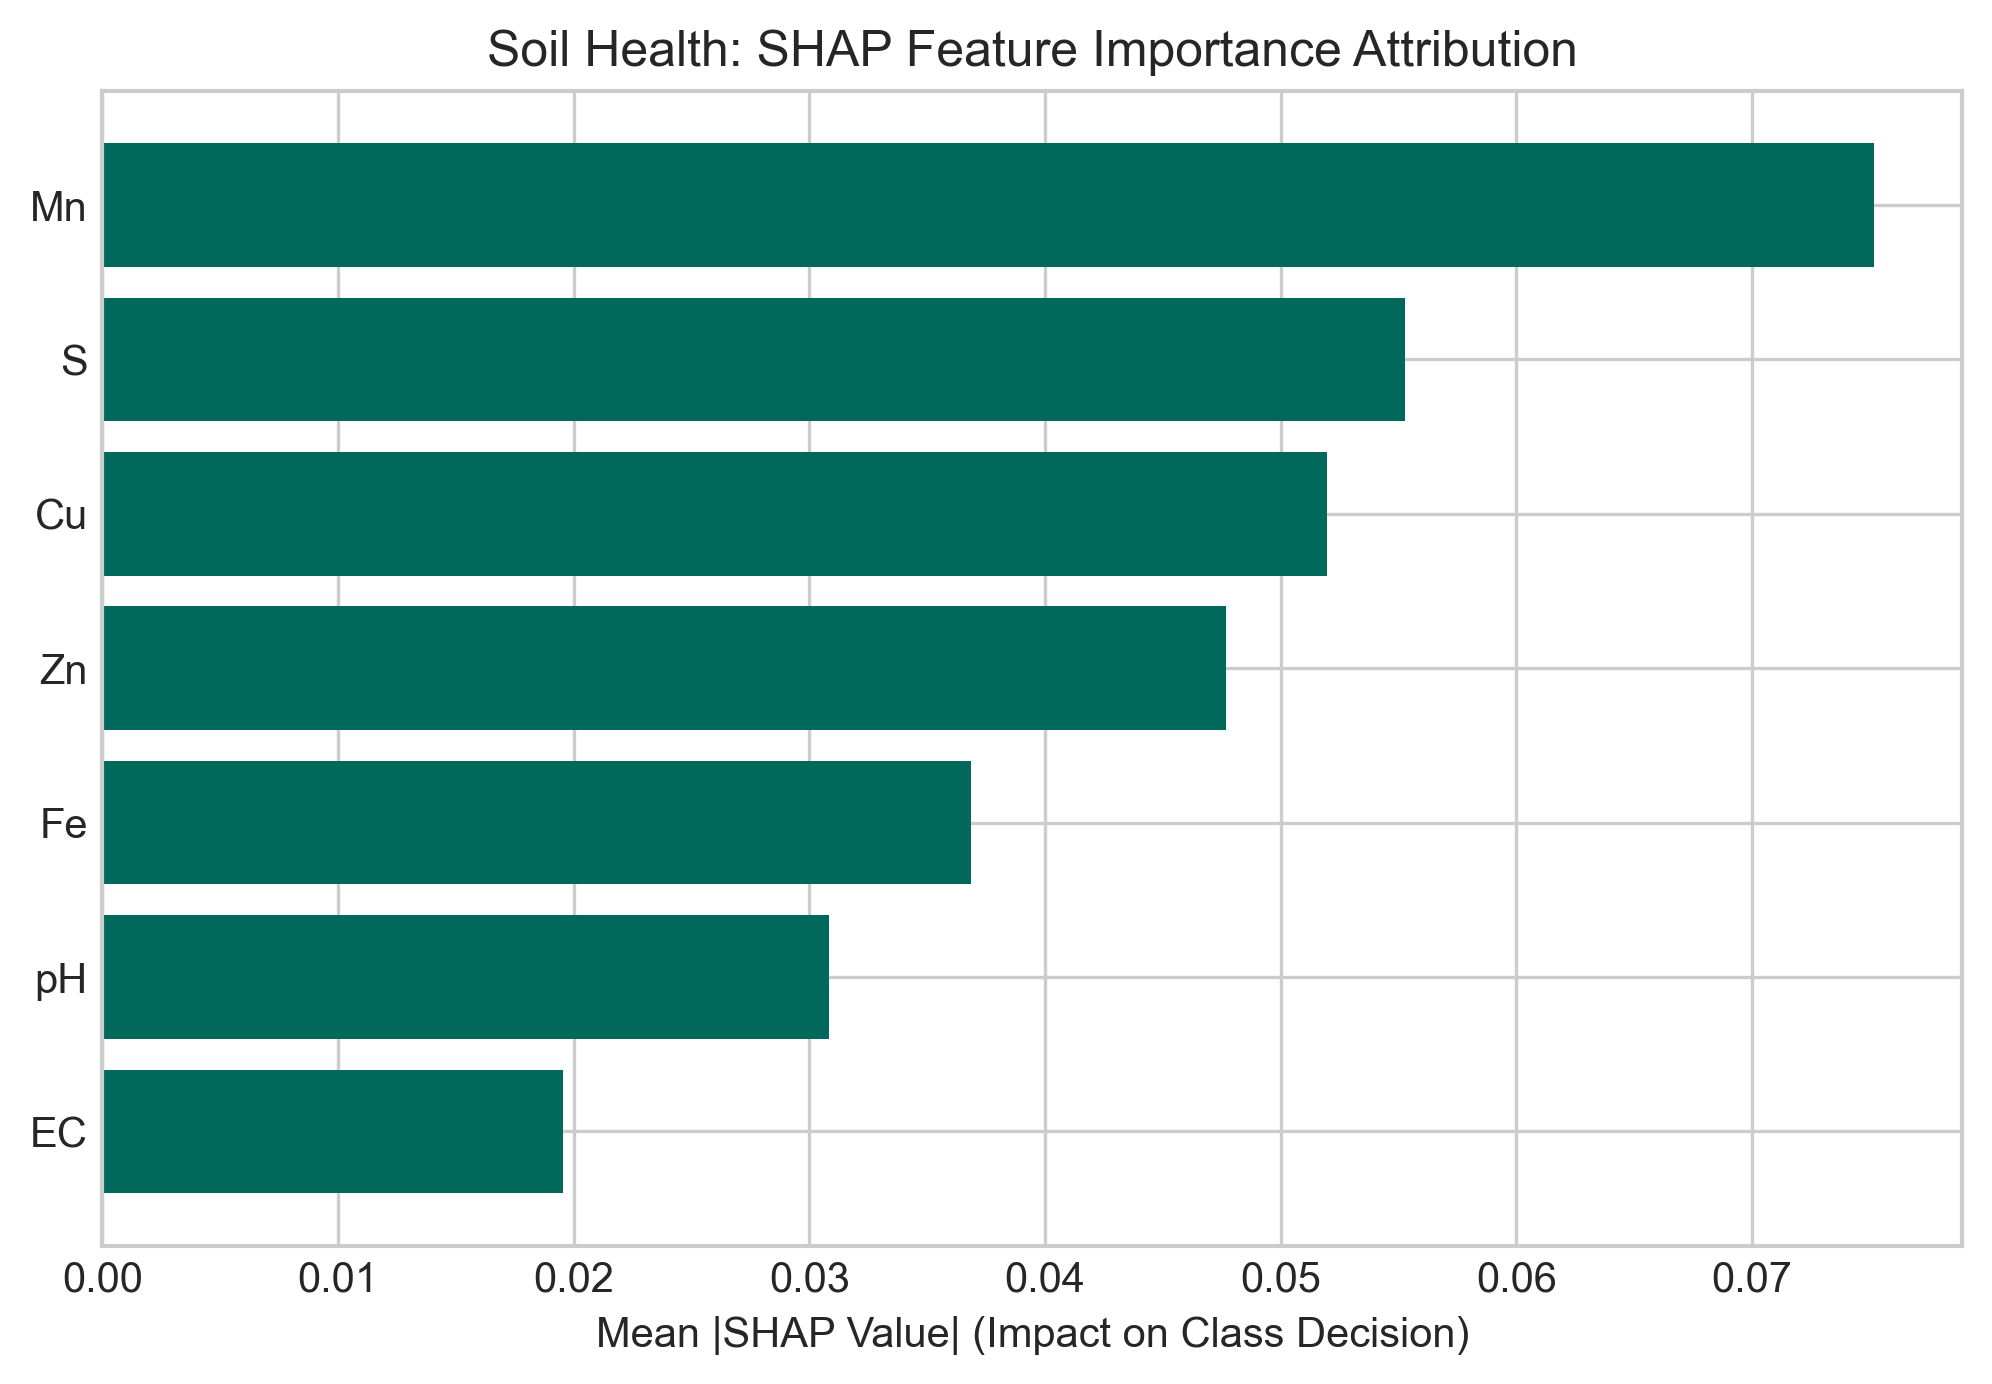 Soil Health: SHAP Feature Importance Attribution
Mn
S
Cu
Zn
Fe
pH
EC
0.00 0.01 0.02 0.03 0.04 0.05 0.06 0.07
Mean |SHAP Value| (Impact on Class Decision)